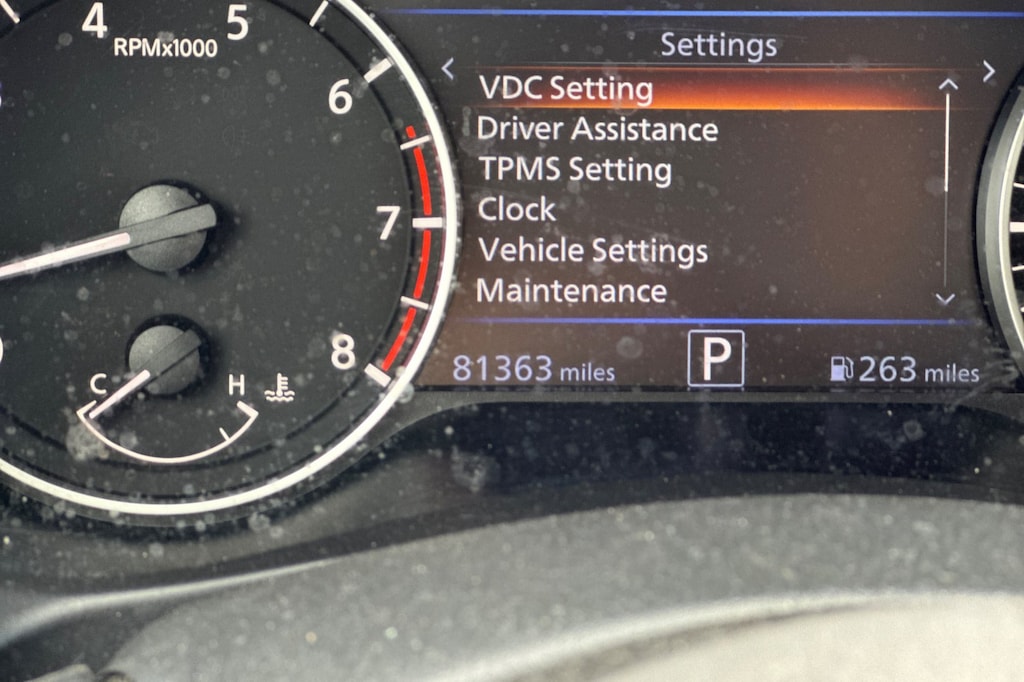 4
5
RPMx1000
6
7
8
C
H
<
Settings
>
VDC Setting
Driver Assistance
TPMS Setting
Clock
Vehicle Settings
Maintenance
81363 miles
P
263 miles